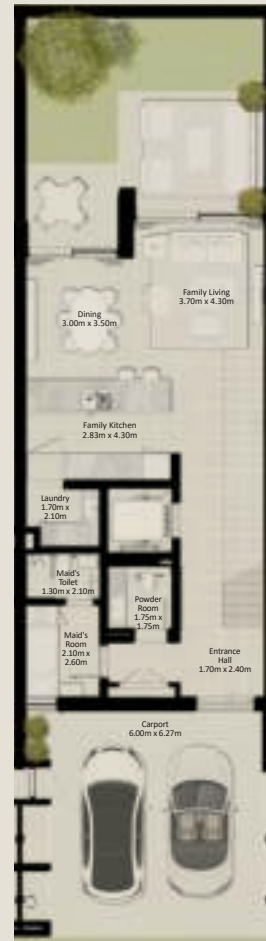 Family Living
3.70m x 4.30m
Dining
3.00m x 3.50m
Family Kitchen
2.83m x 4.30m
Laundry
1.70m x
2.10m
Maid's
Toilet
1.30m x 2.10m
Powder
Room
1.75m x
1.75m
Maid's
Room
2.10m x
2.60m
Entrance
Hall
1.70m x 2.40m
Carport
6.00m x 6.27m